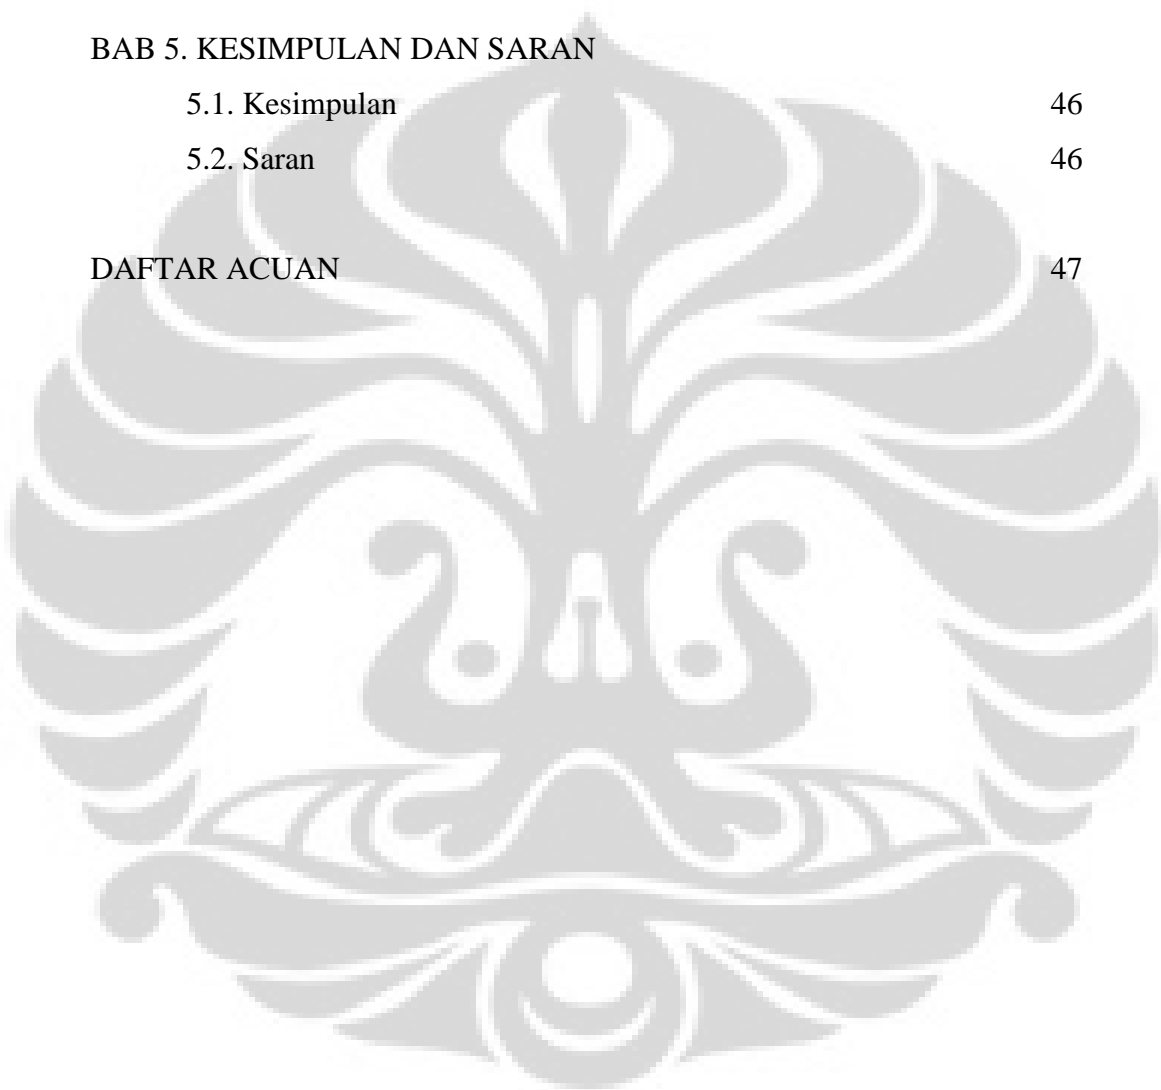 BAB 5. KESIMPULAN DAN SARAN
5.1. Kesimpulan 46
5.2. Saran 46
DAFTAR ACUAN 47